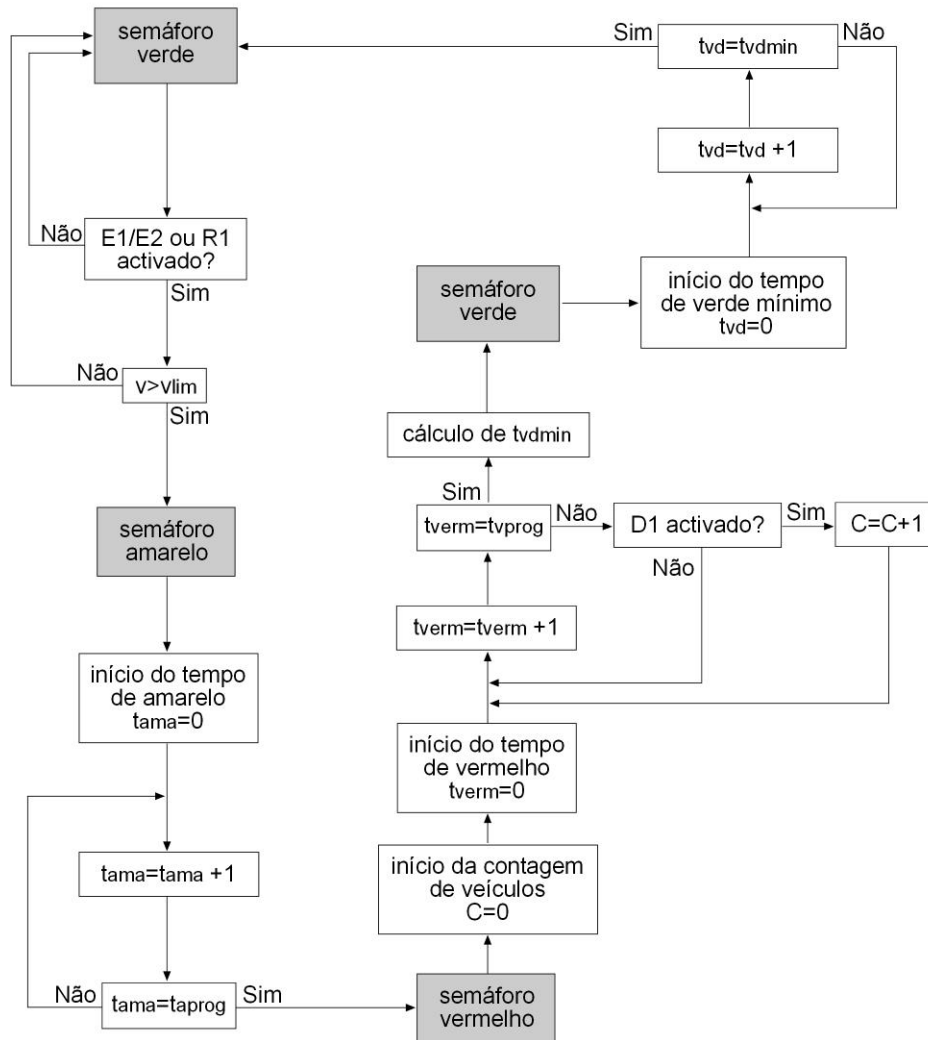 semáforo
verde
Sim
tvd=tvdmin
Não
tvd=tvd +1
Não
E1/E2 ou R1
activado?
Sim
Não
v>vlim
Sim
semáforo
amarelo
início do tempo
de amarelo
tama=0
tama=tama +1
Não
tama=taprog
Sim
semáforo
vermelho
início da contagem
de veículos
C=0
início do tempo
de vermelho
tverm=0
tverm=tverm +1
tverm=tvprog
Não
D1 activado?
Sim
C=C+1
Não
Sim
cálculo de tvdmin
semáforo
verde
início do tempo
de verde mínimo
tvd=0